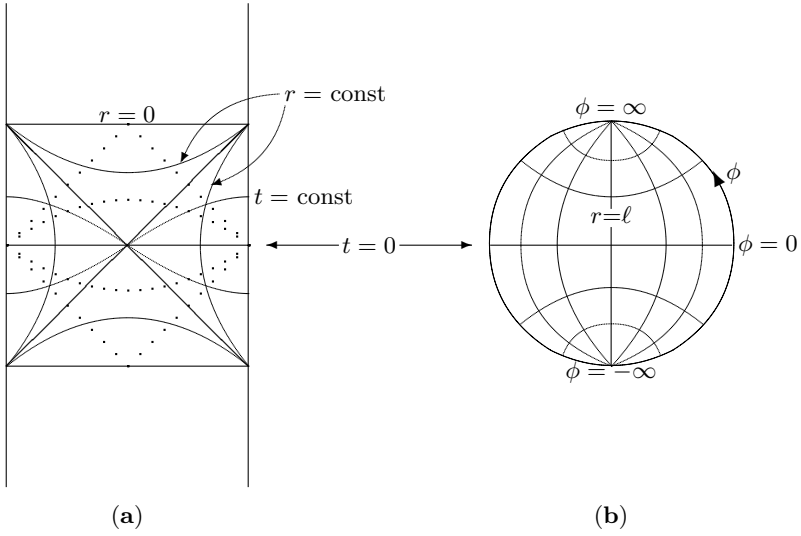 r = 0
r = const
t = const
t = 0
(a)
ϕ = ∞
ϕ
r=ℓ
ϕ = 0
ϕ = −∞
(b)